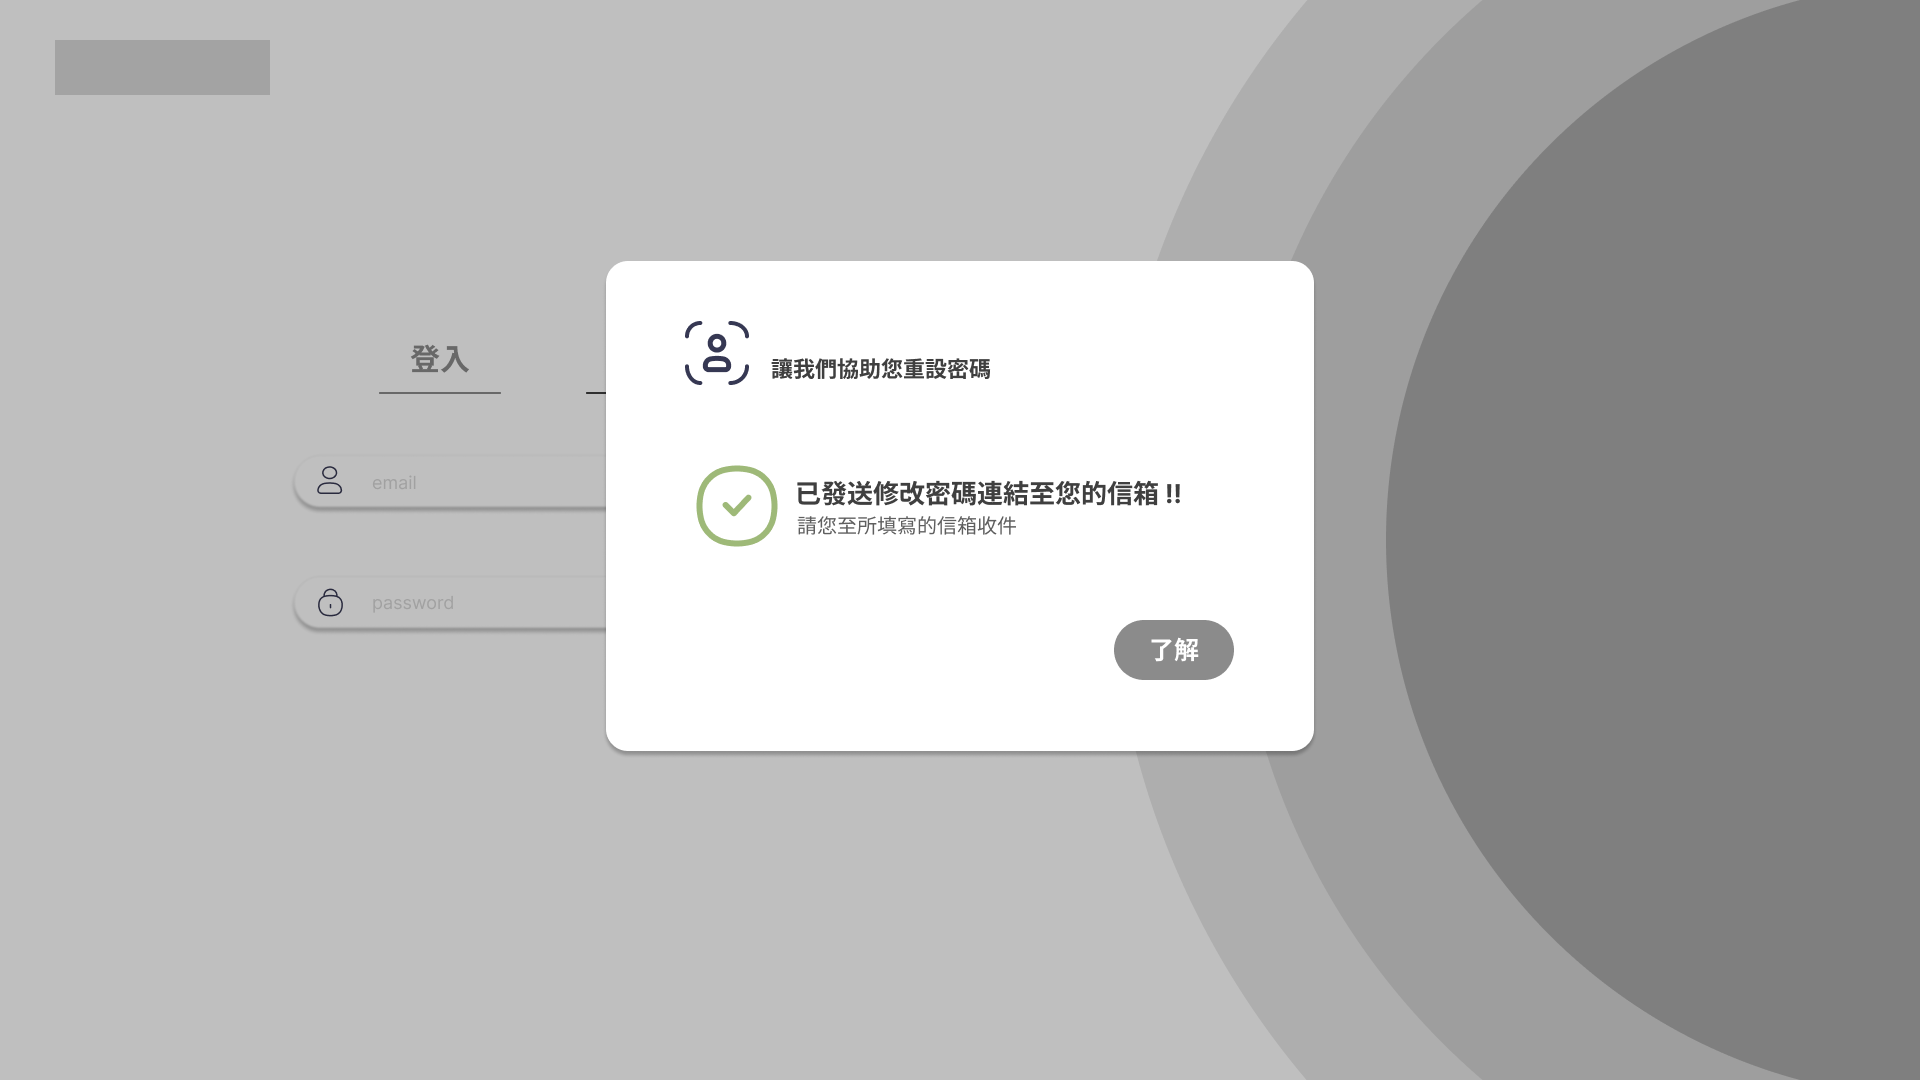 登入
email
password
讓我們協助您重設密碼
已發送修改密碼連結至您的信箱 !!
請您至所填寫的信箱收件
了解